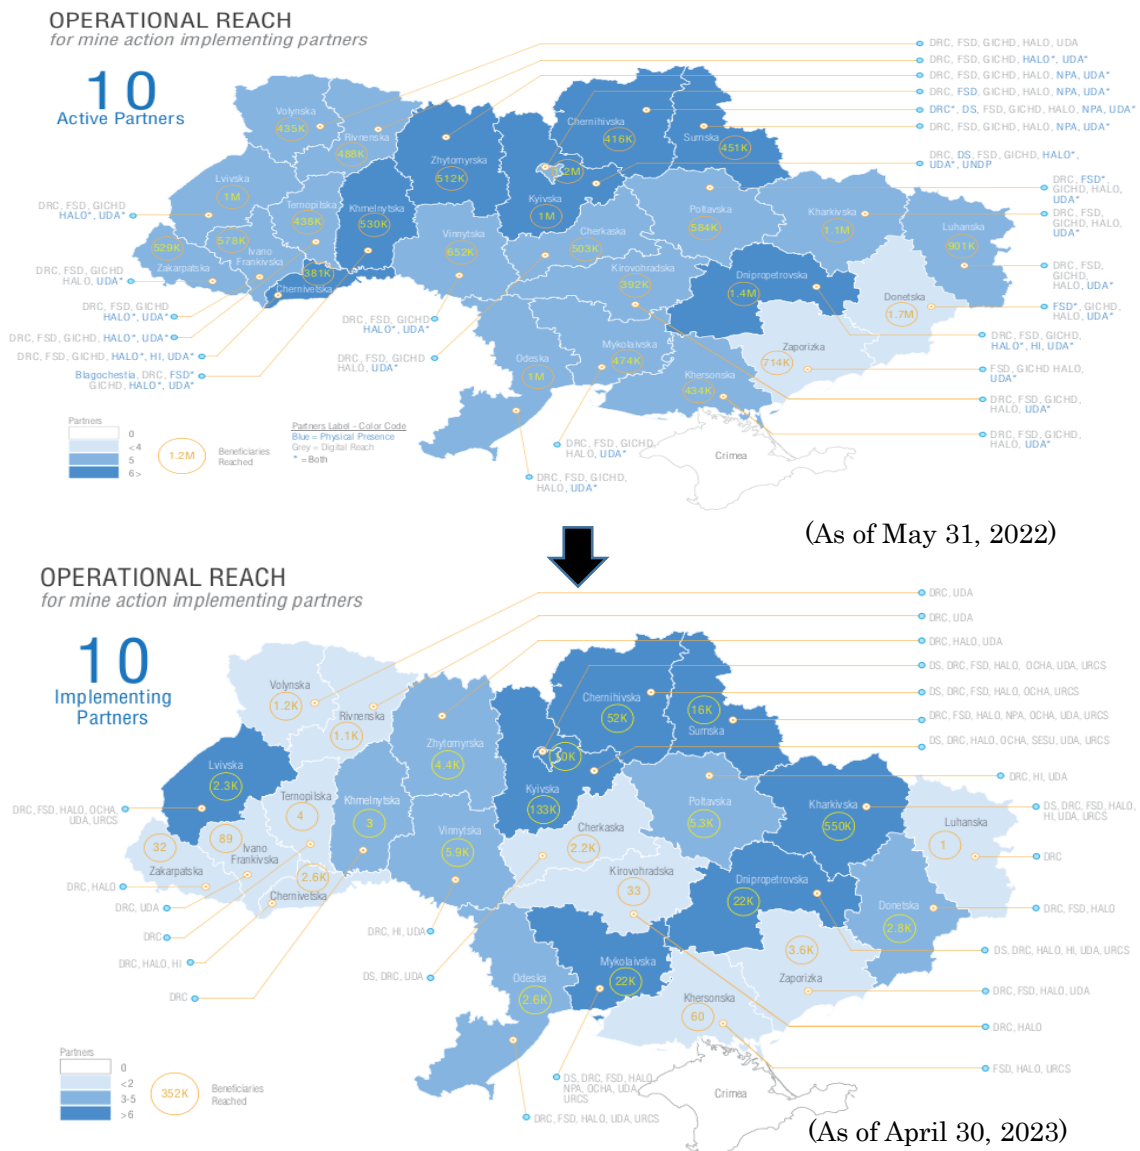 OPERATIONAL REACH
for mine action implementing partners
10
Active Partners
DRC, FSD, GICHD, HALO, UDA
DRC, FSD, GICHD, HALO*, UDA*
DRC, FSD, GICHD, HALO, NPA, UDA*
DRC, FSD, GICHD, HALO, NPA, UDA*
DRC*, DS, FSD, GICHD, HALO, NPA, UDA*
DRC, FSD, GICHD, HALO, NPA, UDA*
DRC, DS, FSD, GICHD, HALO*,
UDA*, UNDP
DRC, FSD*,
GICHD, HALO,
UDA*
DRC, FSD,
GICHD, HALO,
UDA*
DRC, FSD,
GICHD,
HALO, UDA*
FSD*, GICHD,
HALO, UDA*
DRC, FSD, GICHD,
HALO*, HI, UDA*
FSD, GICHD HALO,
UDA*
DRC, FSD, GICHD,
HALO, UDA*
DRC, FSD, GICHD,
HALO, UDA*
Volynska
435K
Rivnenska
488K
Zhytomyrska
512K
Chernihivska
416K
Sumska
451K
Kyivska
1M
Lvivska
1M
Ternopilska
438K
Khmelnytska
530K
Vinnytska
652K
Cherkaska
503K
Poltavska
584K
Kharkivska
1.1M
Luhanska
901K
529K
Zakarpatska
578K
Ivano
Frankivska
381K
Chernivetska
Kirovohradska
392K
Dnipropetrovska
1.4M
Donetska
1.7M
Zaporizka
714K
Odeska
1M
Mykolaivska
474K
Khersonska
434K
Crimea
DRC, FSD, GICHD
HALO*, UDA*
DRC, FSD, GICHD
HALO, UDA*
DRC, FSD, GICHD
HALO*, UDA*
DRC, FSD, GICHD, HALO*, UDA*
DRC, FSD, GICHD, HALO*, HI, UDA*
Blagochestia, DRC, FSD*
GICHD, HALO*, UDA*
DRC, FSD, GICHD
HALO*, UDA*
DRC, FSD, GICHD
HALO, UDA*
DRC, FSD, GICHD,
HALO, UDA*
DRC, FSD, GICHD,
HALO, UDA*
Partners
0
<4
5
6>
1.2M
Beneficiaries
Reached
Partners Label - Color Code
Blue = Physical Presence
Grey = Digital Reach
* = Both
(As of May 31, 2022)
OPERATIONAL REACH
for mine action implementing partners
10
Implementing
Partners
DRC, UDA
DRC, UDA
DRC, HALO, UDA
DS, DRC, FSD, HALO, OCHA, UDA, URCS
DS, DRC, FSD, HALO, OCHA, URCS
DRC, FSD, HALO, NPA, OCHA, UDA, URCS
DS, DRC, HALO, OCHA, SESU, UDA, URCS
DRC, HI, UDA
DS, DRC, FSD, HALO,
HI, UDA, URCS
DRC
DRC, FSD, HALO
DS, DRC, HALO, HI, UDA, URCS
DRC, FSD, HALO, UDA
DRC, HALO
FSD, HALO, URCS
Volynska
1.2K
Rivnenska
1.1K
Zhytomyrska
4.4K
Chernihivska
52K
16K
Sumska
Kyivska
133K
Lvivska
2.3K
Ternopilska
4
Khmelnytska
3
Vinnytska
5.9K
Cherkaska
2.2K
Poltavska
5.3K
Kharkivska
550K
Luhanska
1
32
Zakarpatska
89
Ivano
Frankivska
2.6K
Chernivetska
Kirovohradska
33
Dnipropetrovska
22K
Donetska
2.8K
3.6K
Zaporizka
Odeska
2.6K
Mykolaivska
22K
Khersonska
60
Crimea
DRC, FSD, HALO, OCHA,
UDA, URCS
DRC, HALO
DRC, UDA
DRC
DRC, HALO, HI
DRC
DRC, HI, UDA
DS, DRC, UDA
DS, DRC, FSD, HALO,
NPA, OCHA, UDA,
URCS
DRC, FSD, HALO, UDA, URCS
Partners
0
<2
3-5
>6
352K
Beneficiaries
Reached
(As of April 30, 2023)